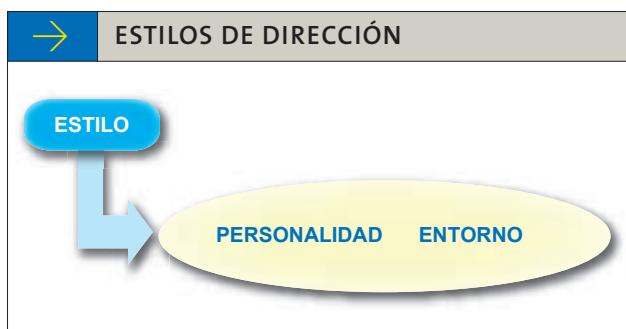 ESTILOS DE DIRECCIÓN
ESTILO
PERSONALIDAD ENTORNO